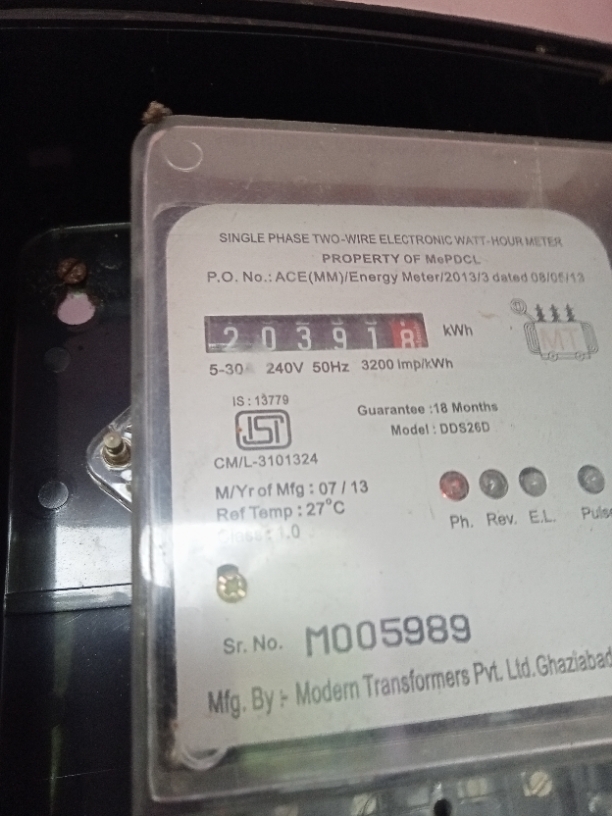 SINGLE PHASE TWO-WIRE ELECTRONIC WATT-HOUR METER
PROPERTY OF MePDCL
P.O. No.: ACE(MM)/Energy Meter/2013/3 dated 08/05/13
203918 kWh
MT
5-30 240V 50Hz 3200 imp/kWh
IS : 13779
ISI
CM/L-3101324
Guarantee :18 Months
Model : DDS26D
M/Yr of Mfg : 07 / 13
Ref Temp : 27°C
Class : 1.0
Ph. Rev. E.L. Pulse
Sr. No. M005989
Mfg. By :- Modern Transformers Pvt. Ltd. Ghaziabad